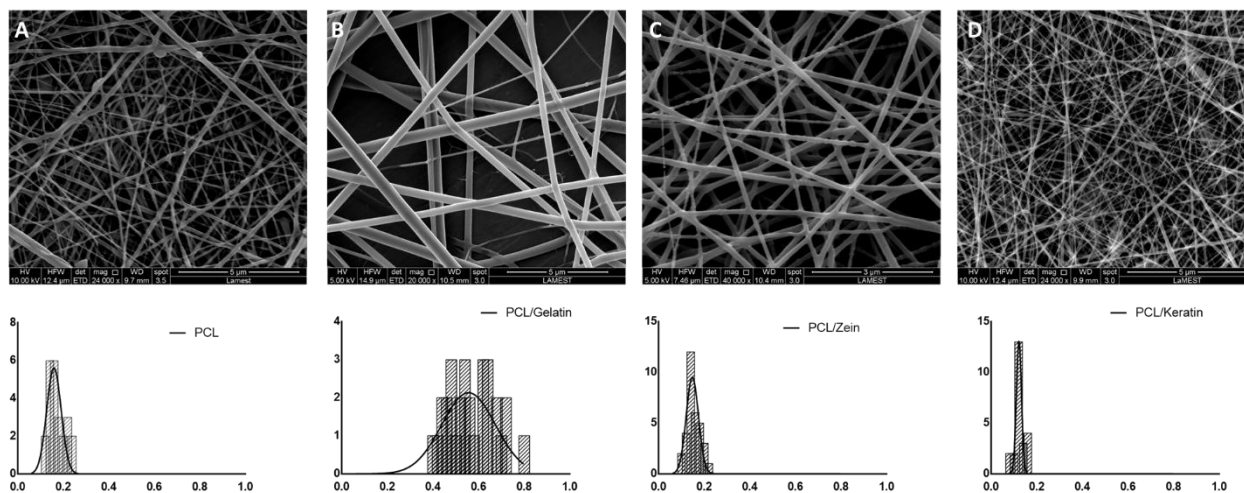 A
HV HFW det mag □ WD spot 5 µm
10.00 kV 12.4 µm ETD 24 000 x 9.7 mm 3.5 Lamest
B
HV HFW det mag □ WD spot 5 µm
5.00 kV 14.9 µm ETD 20 000 x 10.5 mm 3.0 LAMEST
C
HV HFW det mag □ WD spot 3 µm
5.00 kV 7.46 µm ETD 40 000 x 10.4 mm 3.0 LAMEST
D
HV HFW det mag □ WD spot 5 µm
10.00 kV 12.4 µm ETD 24 000 x 9.9 mm 3.0 LaMEST
PCL
8
6
4
2
0
0.0 0.2 0.4 0.6 0.8 1.0
PCL/Gelatin
4
3
2
1
0
0.0 0.2 0.4 0.6 0.8 1.0
PCL/Zein
15
10
5
0
0.0 0.2 0.4 0.6 0.8 1.0
PCL/Keratin
15
10
5
0
0.0 0.2 0.4 0.6 0.8 1.0